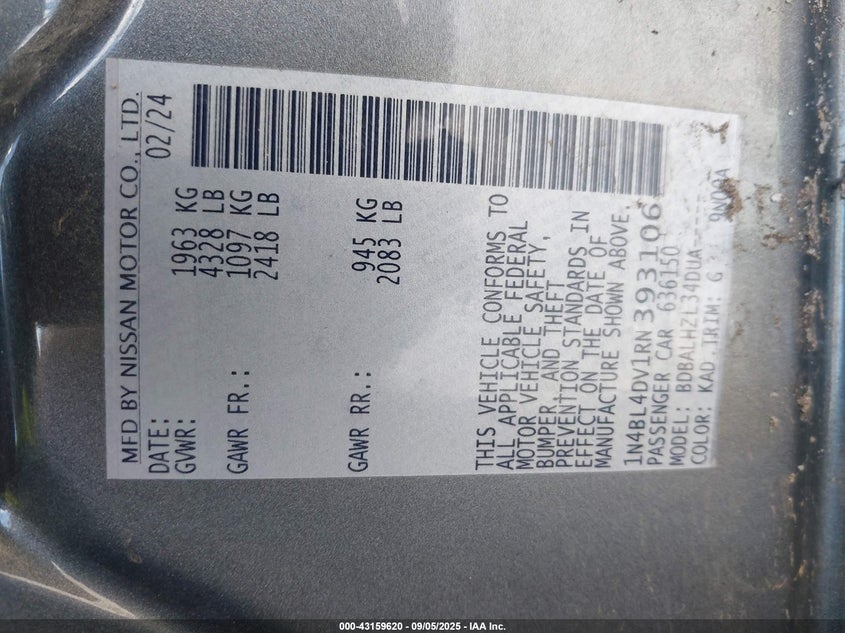 MFD BY NISSAN MOTOR CO., LTD.
DATE: 02/24
GVWR: 1963 KG
4328 LB
GAWR FR.: 1097 KG
2418 LB
GAWR RR.: 945 KG
2083 LB
THIS VEHICLE CONFORMS TO
ALL APPLICABLE FEDERAL
MOTOR VEHICLE SAFETY,
BUMPER, AND THEFT
PREVENTION STANDARDS IN
EFFECT ON THE DATE OF
MANUFACTURE SHOWN ABOVE.
1N4BL4DV1RN393106
PASSENGER CAR 636150
MODEL: BDBALHZL34DUA-----
COLOR: KAD TRIM: G
000-43159620 - 09/05/2025 - IAA Inc.